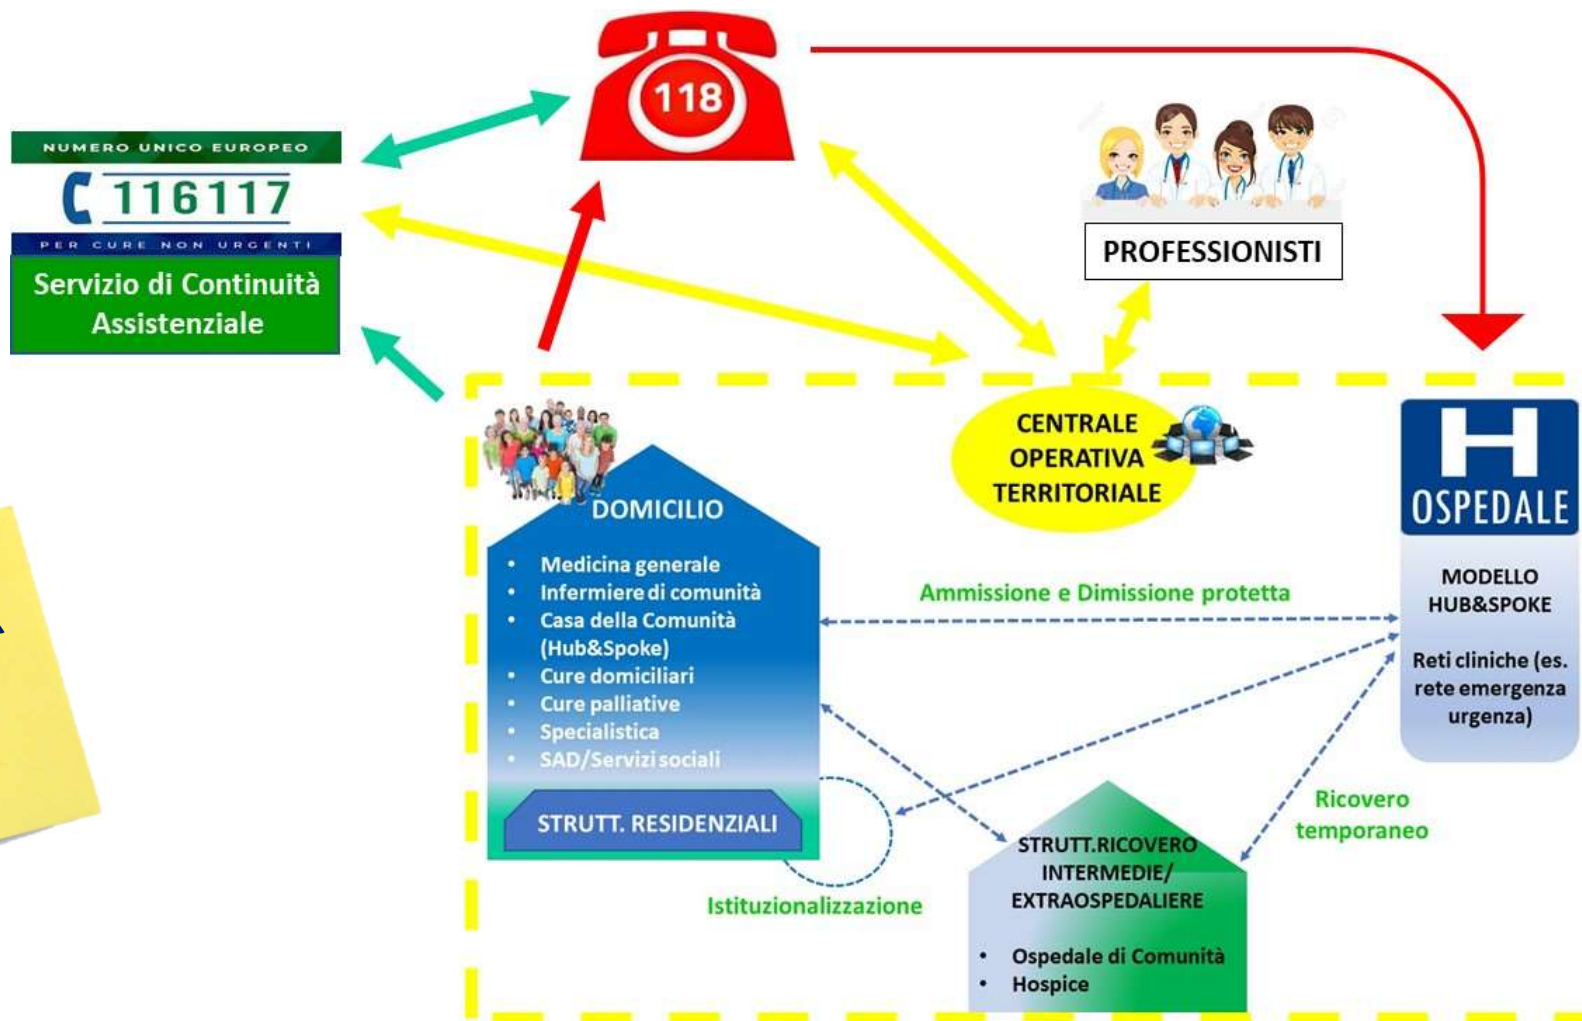 118
NUMERO UNICO EUROPEO
116117
PER CURE NON URGENTI
Servizio di Continuità
Assistenziale
PROFESSIONISTI
CENTRALE
OPERATIVA
TERRITORIALE
H
OSPEDALE
MODELLO
HUB&SPOKE
Reti cliniche (es.
rete emergenza
urgenza)
DOMICILIO
• Medicina generale
• Infermiere di comunità
• Casa della Comunità
(Hub&Spoke)
• Cure domiciliari
• Cure palliative
• Specialistica
• SAD/Servizi sociali
STRUTT. RESIDENZIALI
Ammissione e Dimissione protetta
Ricovero
temporaneo
Istituzionalizzazione
STRUTT.RICOVERO
INTERMEDIE/
EXTRAOSPEDALIERE
• Ospedale di Comunità
• Hospice